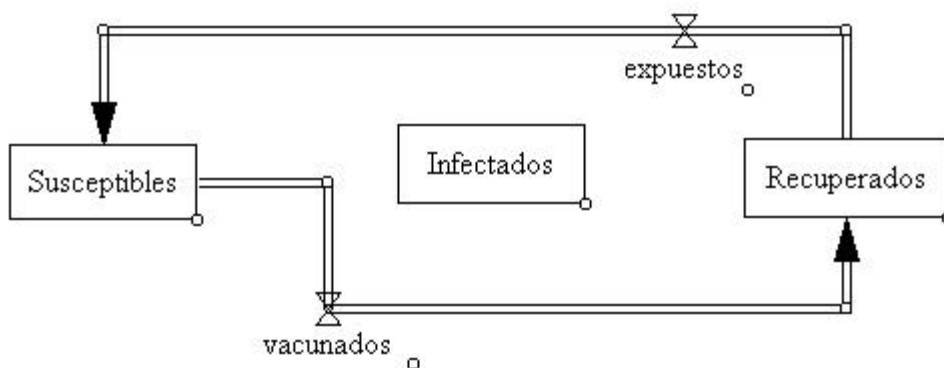 expuestos
Susceptibles
Infectados
Recuperados
vacunados